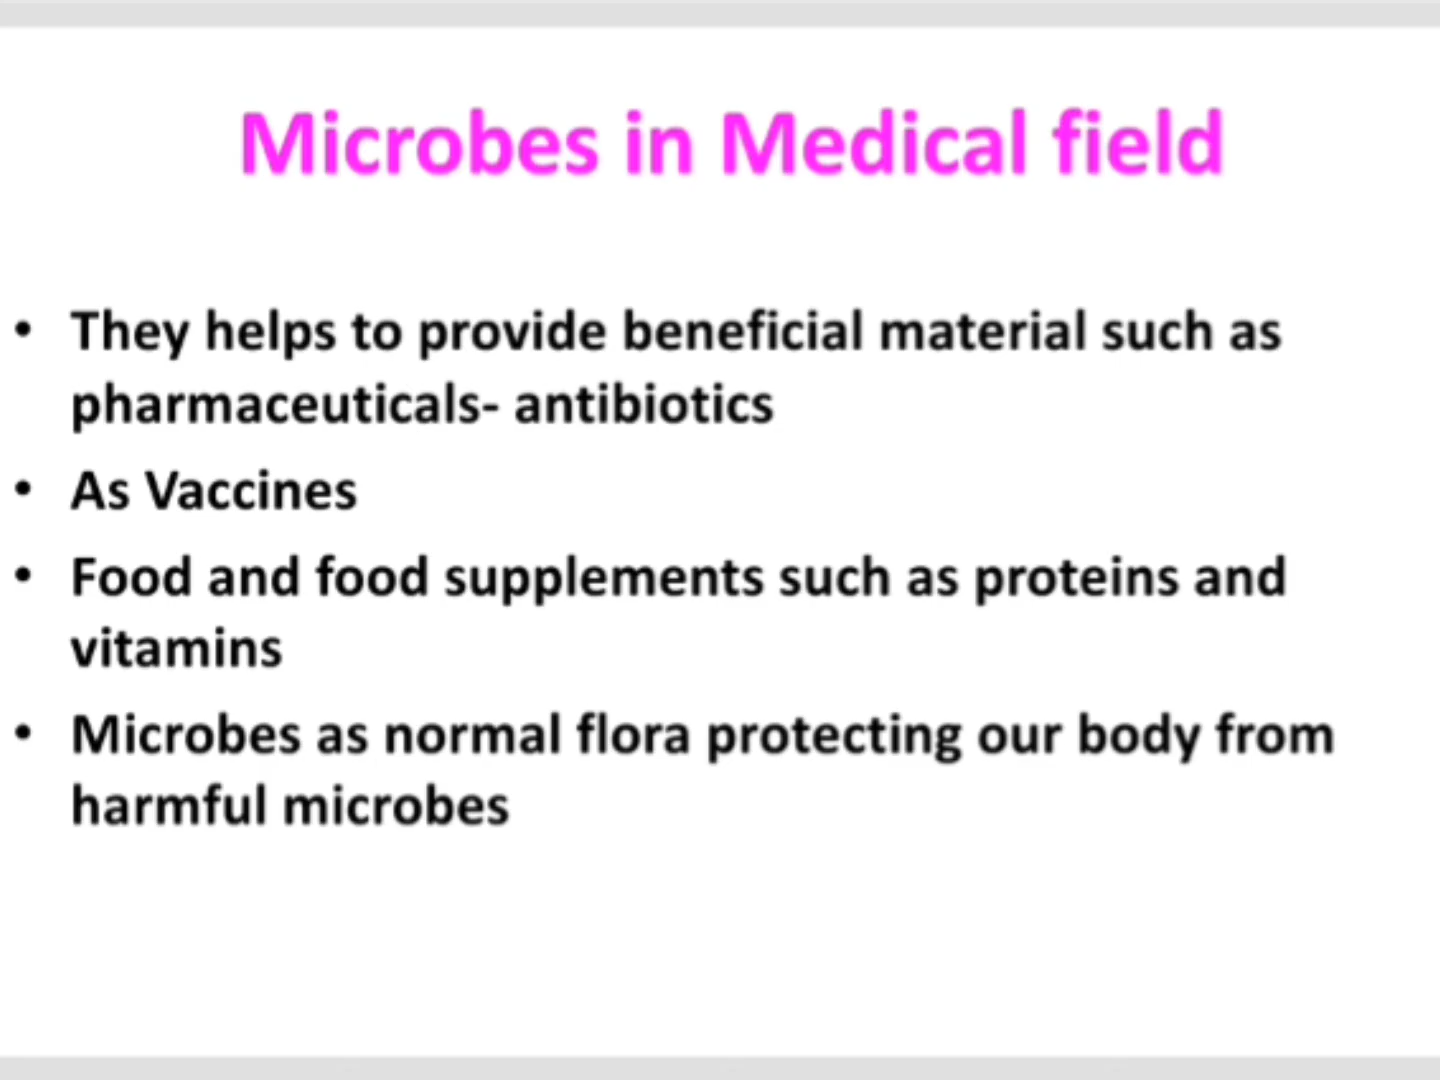 Microbes in Medical field
• They helps to provide beneficial material such as
pharmaceuticals- antibiotics
• As Vaccines
• Food and food supplements such as proteins and
vitamins
• Microbes as normal flora protecting our body from
harmful microbes